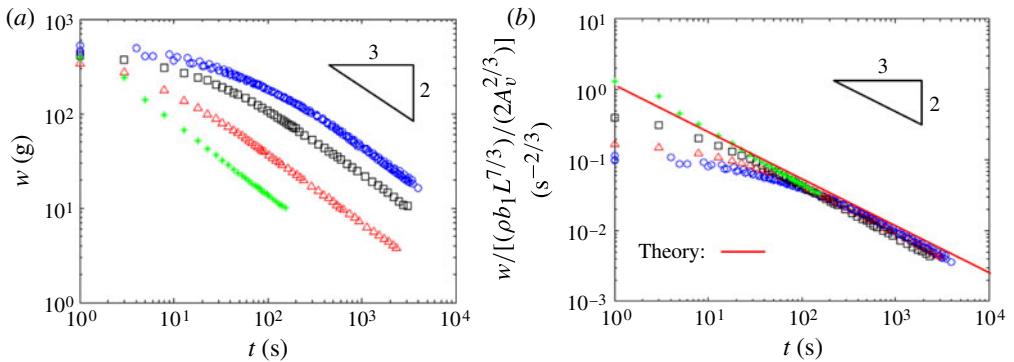 (a)
10³
10²
10¹
10⁰
w (g)
10⁰ 10¹ 10² 10³ 10⁴
t (s)
3
2
(b)
10¹
10⁰
10⁻¹
10⁻²
10⁻³
w/[(ρb₁L^{7/3})/(2A_v^{2/3})]
(s^{−2/3})
10⁰ 10¹ 10² 10³ 10⁴
t (s)
3
2
Theory: